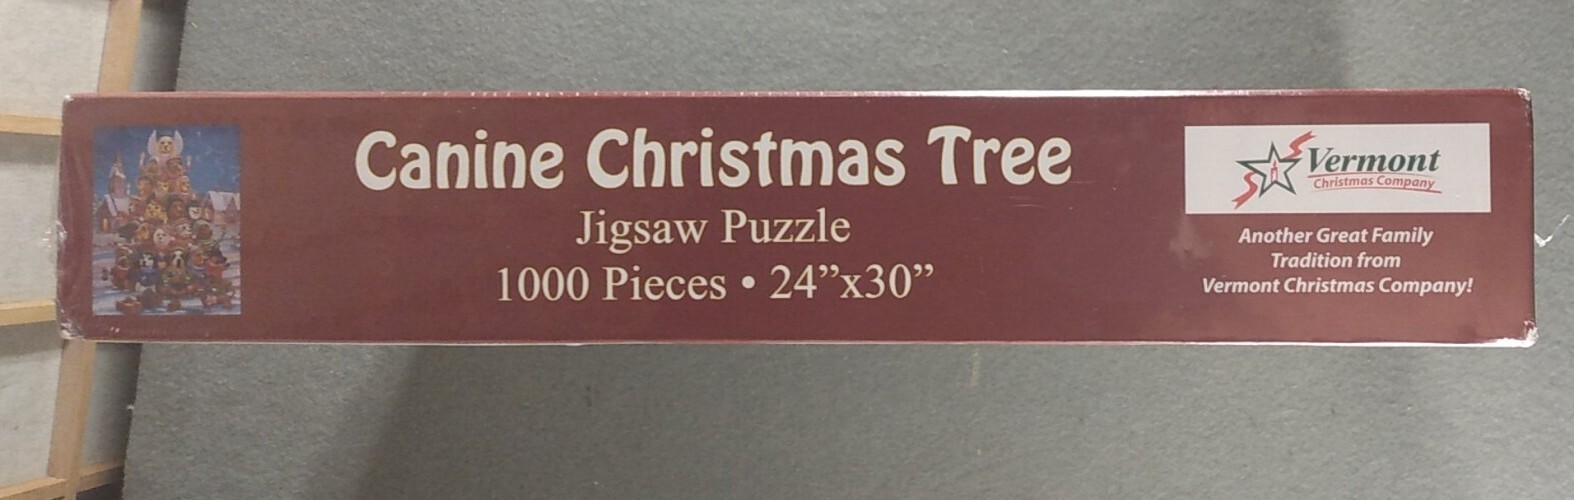 Canine Christmas Tree
Jigsaw Puzzle
1000 Pieces • 24”x30”
Vermont
Christmas Company
Another Great Family
Tradition from
Vermont Christmas Company!